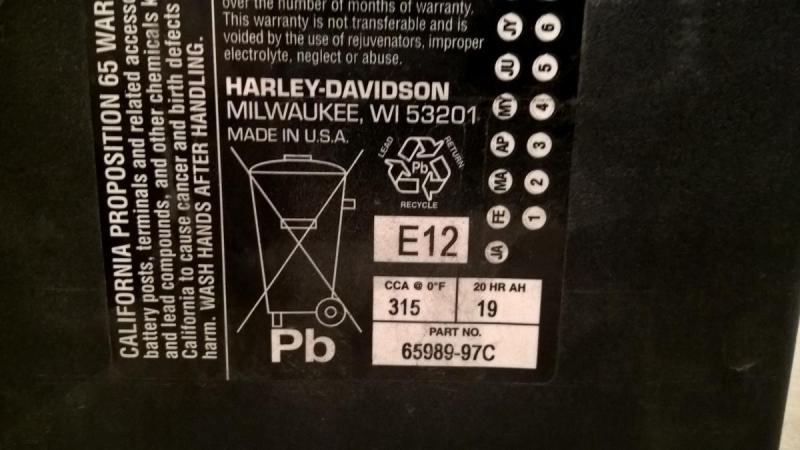 over the number of months of warranty.
This warranty is not transferable and is
voided by the use of rejuvenators, improper
electrolyte, neglect or abuse.
HARLEY-DAVIDSON
MILWAUKEE, WI 53201
MADE IN U.S.A.
LEAD
RETURN
Pb
RECYCLE
E12
CCA @ 0°F
20 HR AH
315
19
PART NO.
65989-97C
Pb
CALIFORNIA PROPOSITION 65 WAR
battery posts, terminals and related access
and lead compounds, and other chemicals k
California to cause cancer and birth defects
harm. WASH HANDS AFTER HANDLING.
JY 6
JU 5
MY 4
AP 3
MA 2
FE 1
JA